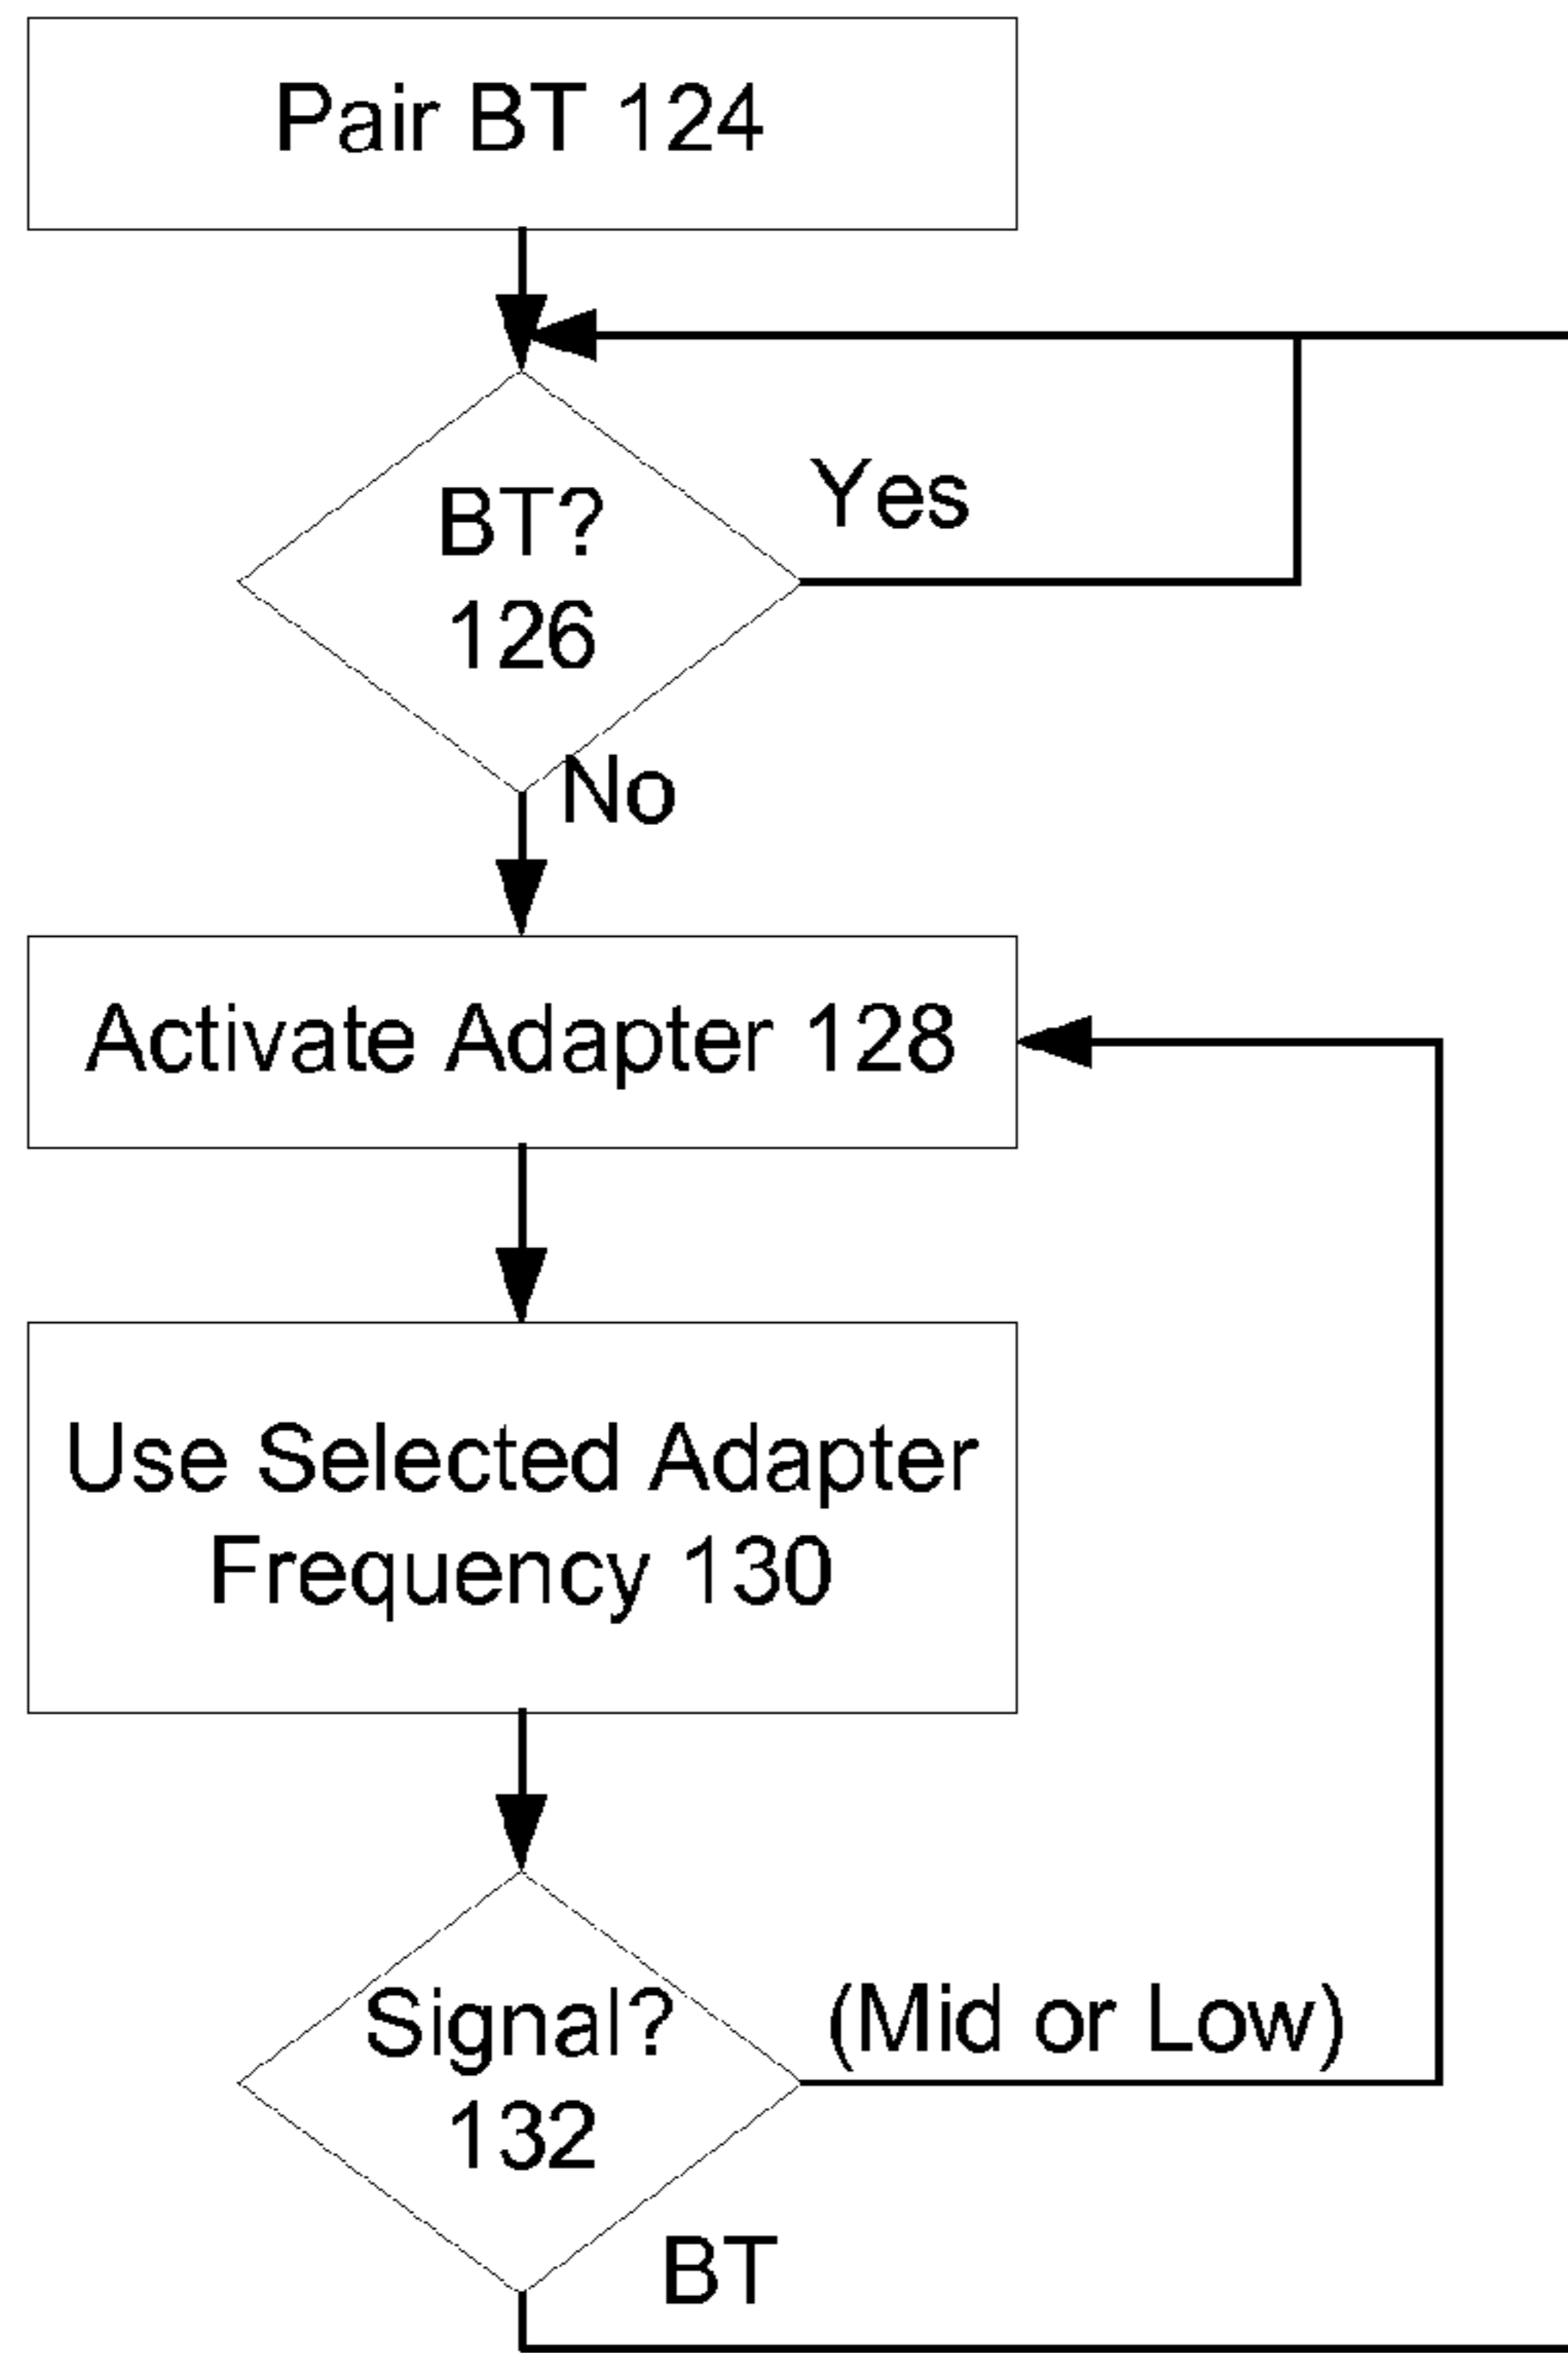 Pair BT 124
BT?
126
Yes
No
Activate Adapter 128
Use Selected Adapter
Frequency 130
Signal?
132
(Mid or Low)
BT